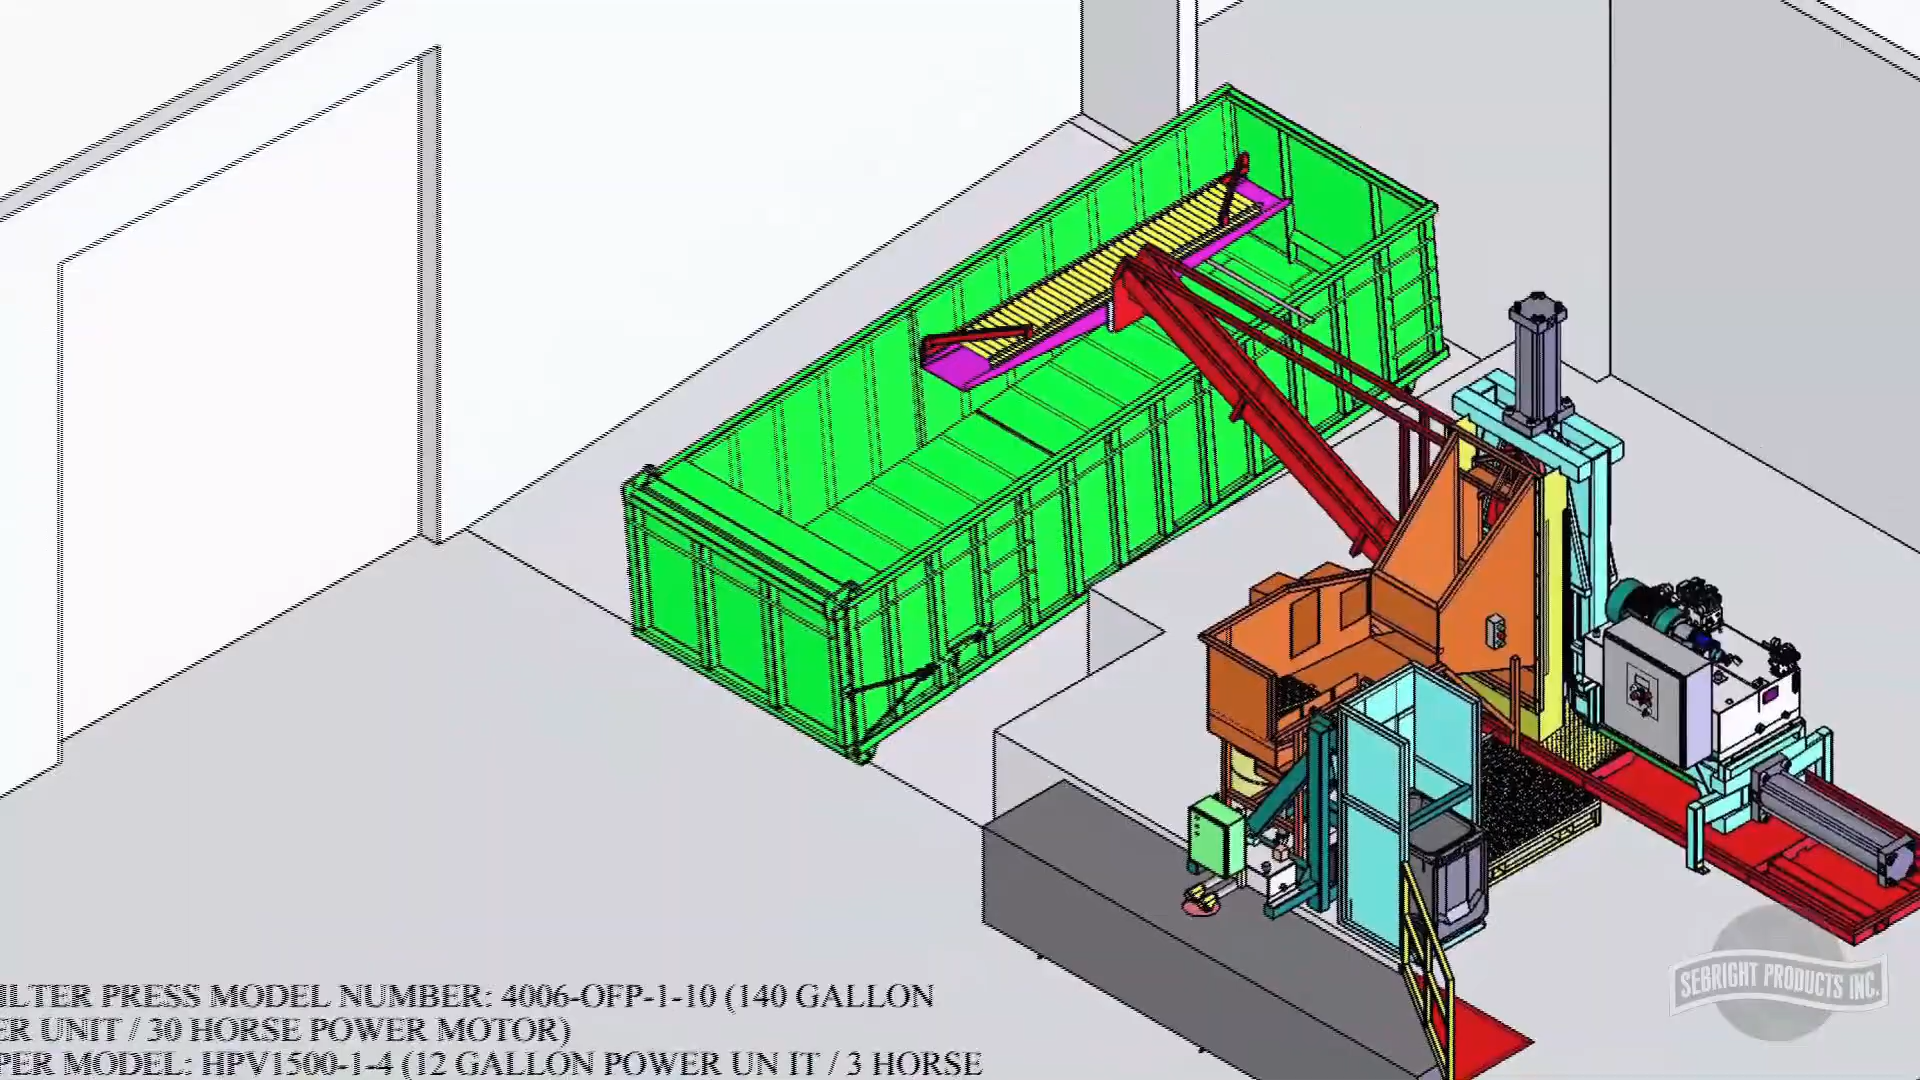 ILTER PRESS MODEL NUMBER: 4006-OFP-1-10 (140 GALLON
ER UNIT / 30 HORSE POWER MOTOR)
PER MODEL: HPV1500-1-4 (12 GALLON POWER UN IT / 3 HORSE
SEBRIGHT PRODUCTS INC.